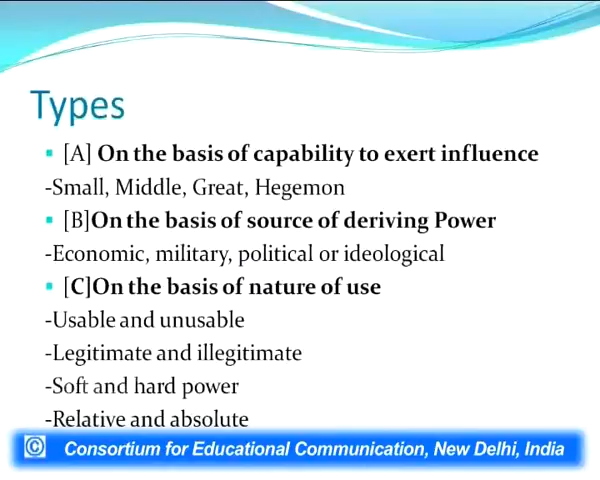 Types
[A] On the basis of capability to exert influence
-Small, Middle, Great, Hegemon
[B]On the basis of source of deriving Power
-Economic, military, political or ideological
[C]On the basis of nature of use
-Usable and unusable
-Legitimate and illegitimate
-Soft and hard power
-Relative and absolute
© Consortium for Educational Communication, New Delhi, India